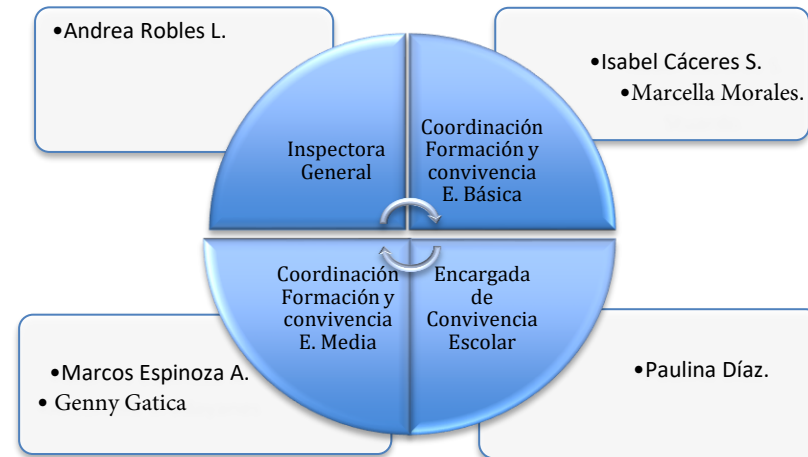 •Andrea Robles L.
•Isabel Cáceres S.
•Marcella Morales.
Inspectora
General
Coordinación
Formación y
convivencia
E. Básica
Coordinación
Formación y
convivencia
E. Media
Encargada
de
Convivencia
Escolar
•Marcos Espinoza A.
• Genny Gatica
•Paulina Díaz.